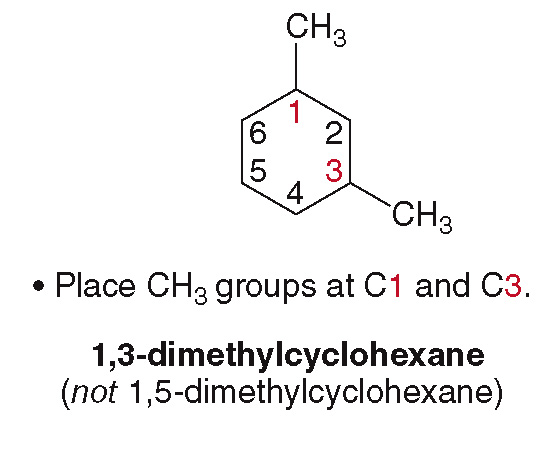 CH3
1
6 2
5 3
4
CH3
• Place CH3 groups at C1 and C3.
1,3-dimethylcyclohexane
(not 1,5-dimethylcyclohexane)